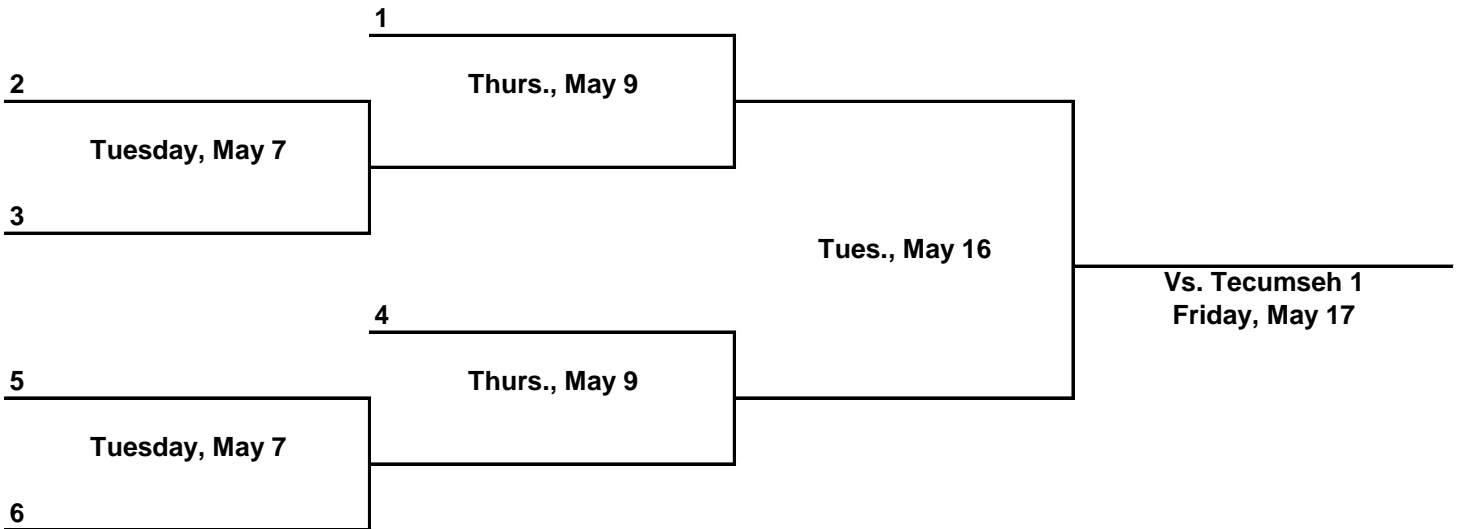 1
2
Thurs., May 9
Tuesday, May 7
3
Tues., May 16
Vs. Tecumseh 1
Friday, May 17
4
5
Thurs., May 9
Tuesday, May 7
6